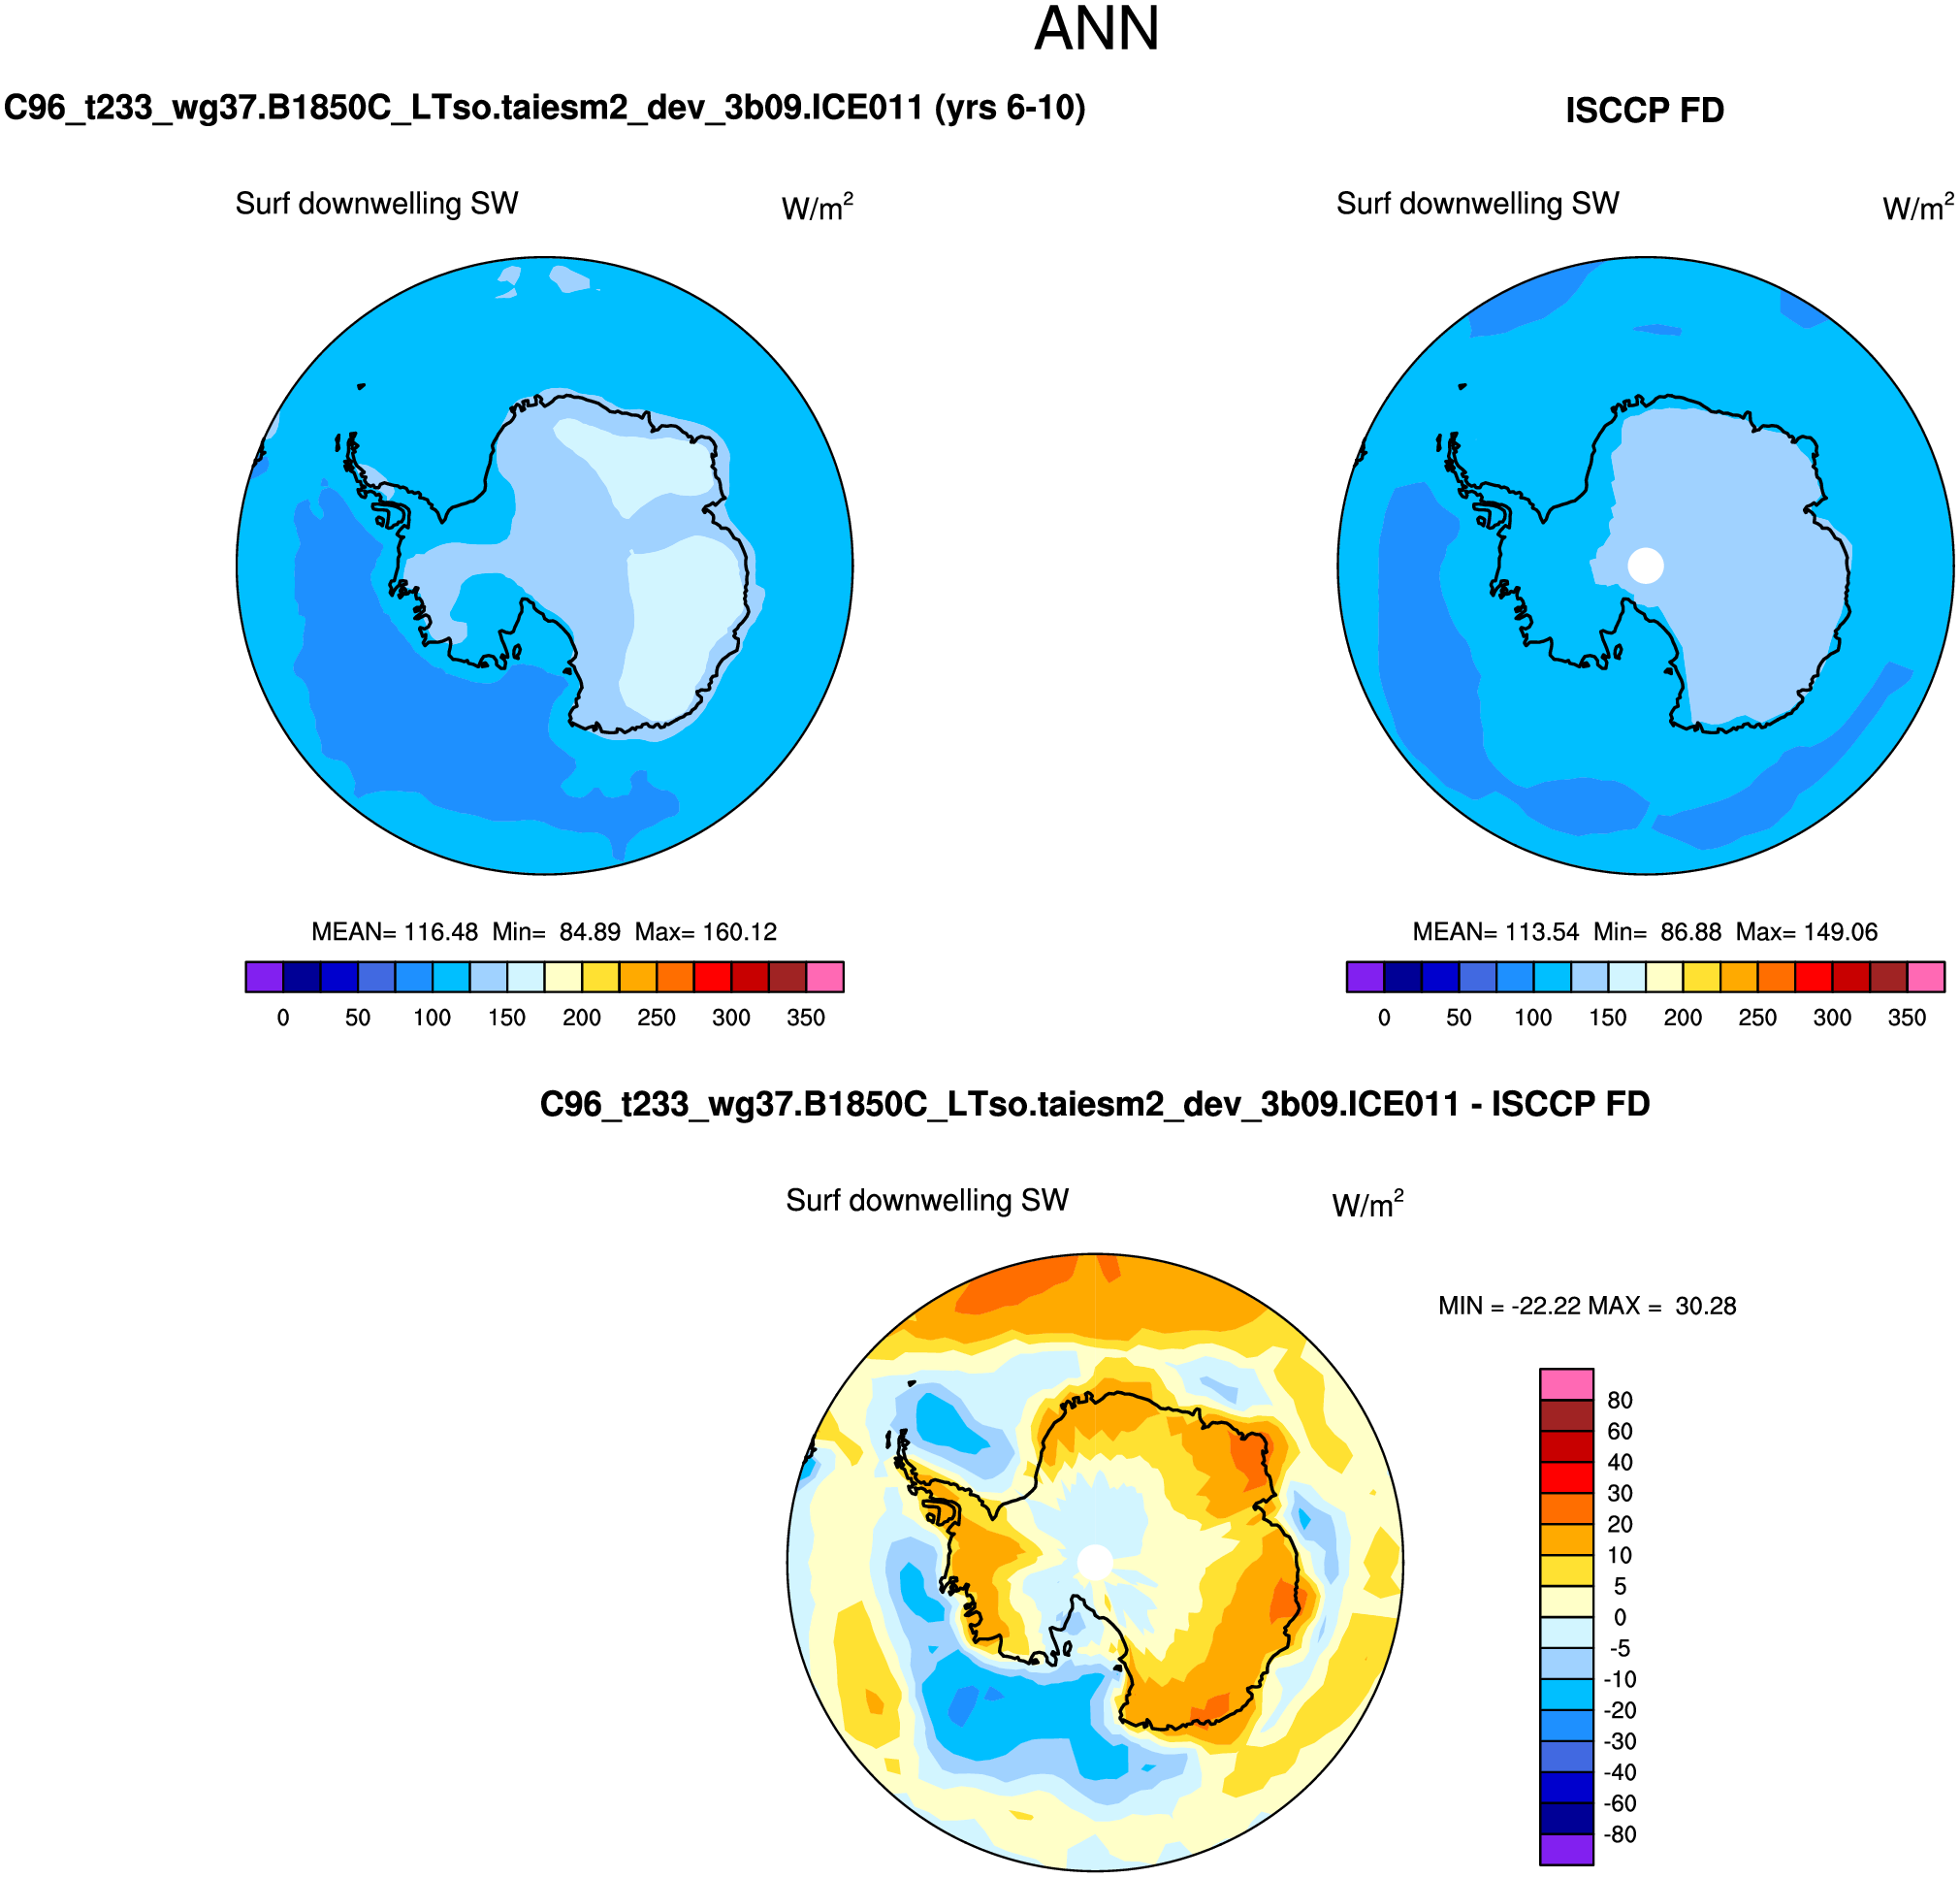 ANN
C96_t233_wg37.B1850C_LTso.taiesm2_dev_3b09.ICE011 (yrs 6-10)
ISCCP FD
Surf downwelling SW W/m2
Surf downwelling SW W/m2
MEAN= 116.48 Min= 84.89 Max= 160.12
0 50 100 150 200 250 300 350
MEAN= 113.54 Min= 86.88 Max= 149.06
0 50 100 150 200 250 300 350
C96_t233_wg37.B1850C_LTso.taiesm2_dev_3b09.ICE011 - ISCCP FD
Surf downwelling SW W/m2
MIN = -22.22 MAX = 30.28
80
60
40
30
20
10
5
0
-5
-10
-20
-30
-40
-60
-80